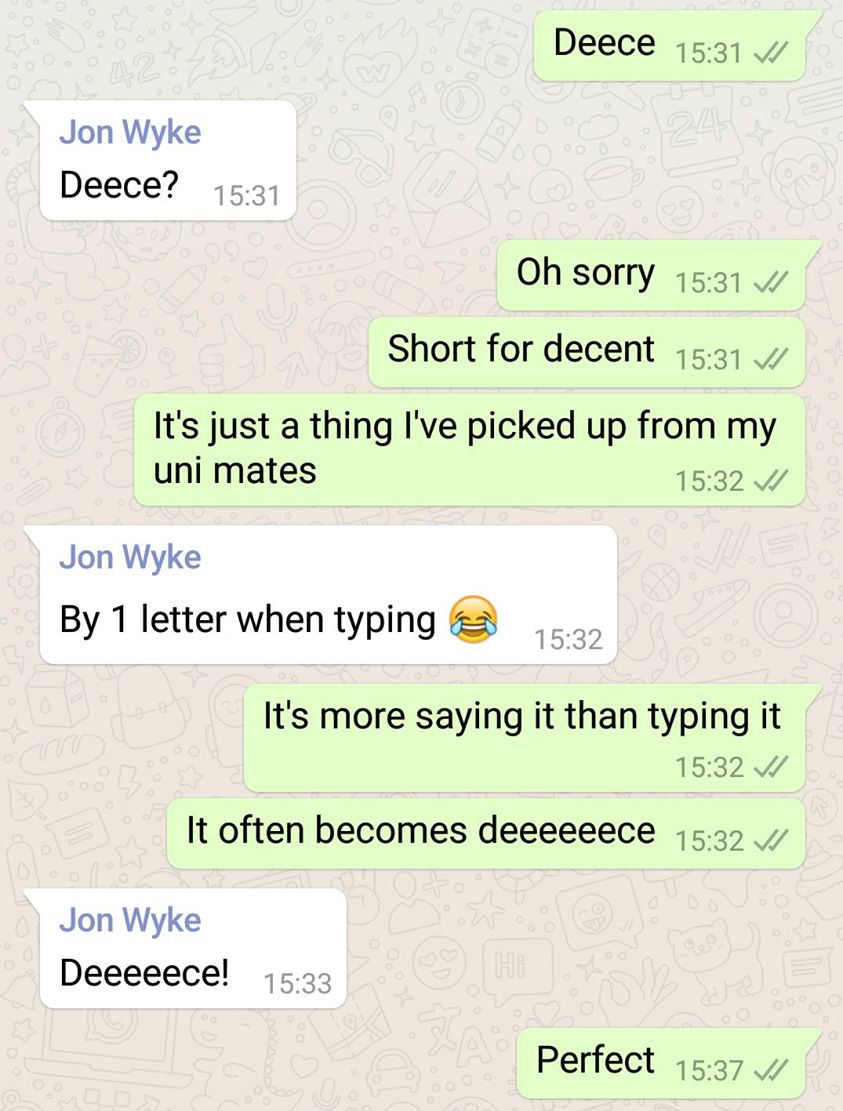 Deece 15:31
Jon Wyke
Deece? 15:31
Oh sorry 15:31
Short for decent 15:31
It's just a thing I've picked up from my
uni mates 15:32
Jon Wyke
By 1 letter when typing 😂 15:32
It's more saying it than typing it
15:32
It often becomes deeeeeece 15:32
Jon Wyke
Deeeeece! 15:33
Perfect 15:37